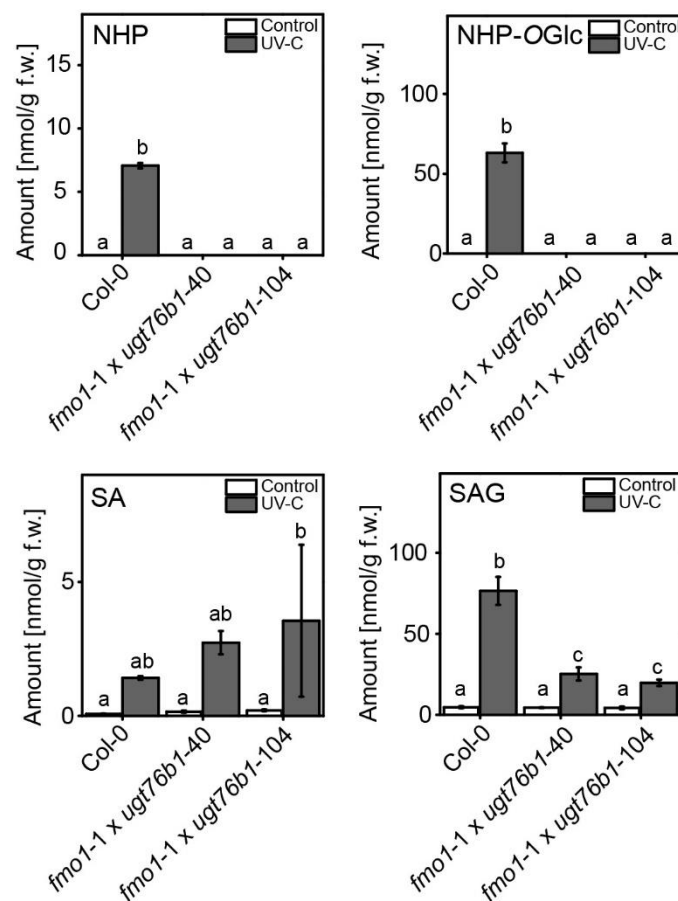 NHP
Control
UV-C
Amount [nmol/g f.w.]
15
10
5
0
a b a a a a
Col-0
fmo1-1 x ugt76b1-40
fmo1-1 x ugt76b1-104
NHP-OGlc
Control
UV-C
Amount [nmol/g f.w.]
100
50
0
a b a a a a
Col-0
fmo1-1 x ugt76b1-40
fmo1-1 x ugt76b1-104
SA
Control
UV-C
Amount [nmol/g f.w.]
5
0
a ab a ab a b
Col-0
fmo1-1 x ugt76b1-40
fmo1-1 x ugt76b1-104
SAG
Control
UV-C
Amount [nmol/g f.w.]
100
50
0
a b a c a c
Col-0
fmo1-1 x ugt76b1-40
fmo1-1 x ugt76b1-104